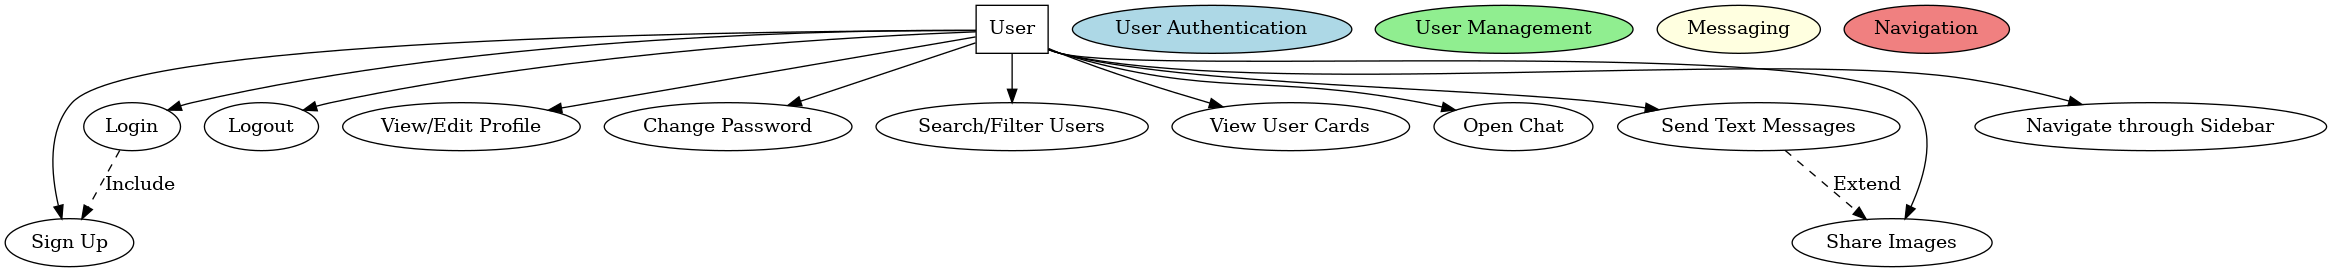 User
User Authentication
User Management
Messaging
Navigation
Login
Logout
View/Edit Profile
Change Password
Search/Filter Users
View User Cards
Open Chat
Send Text Messages
Navigate through Sidebar
Include
Extend
Sign Up
Share Images